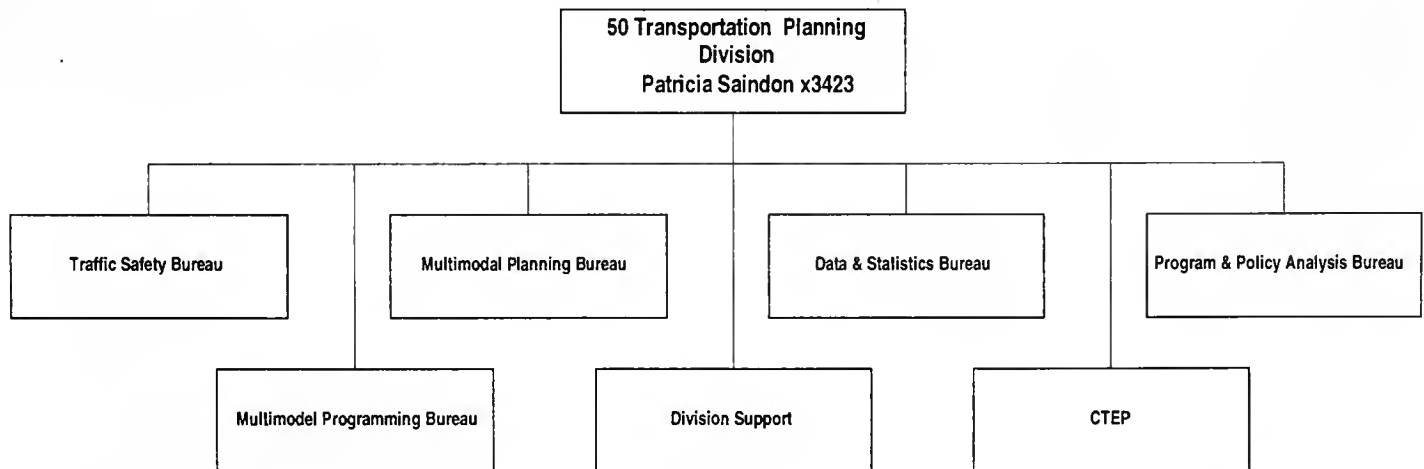 50 Transportation Planning
Division
Patricia Saindon x3423
Traffic Safety Bureau
Multimodal Planning Bureau
Data & Statistics Bureau
Program & Policy Analysis Bureau
Multimodel Programming Bureau
Division Support
CTEP